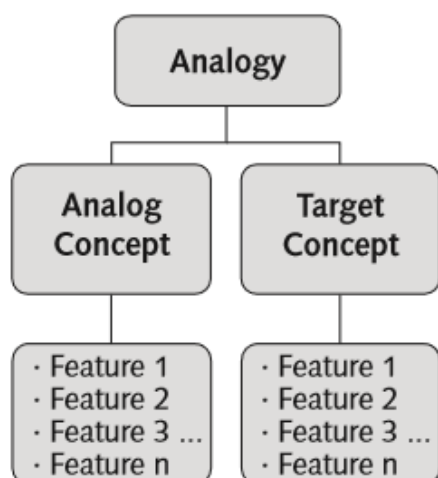 Analogy
Analog
Concept
Target
Concept
· Feature 1
· Feature 2
· Feature 3 ...
· Feature n
· Feature 1
· Feature 2
· Feature 3 ...
· Feature n